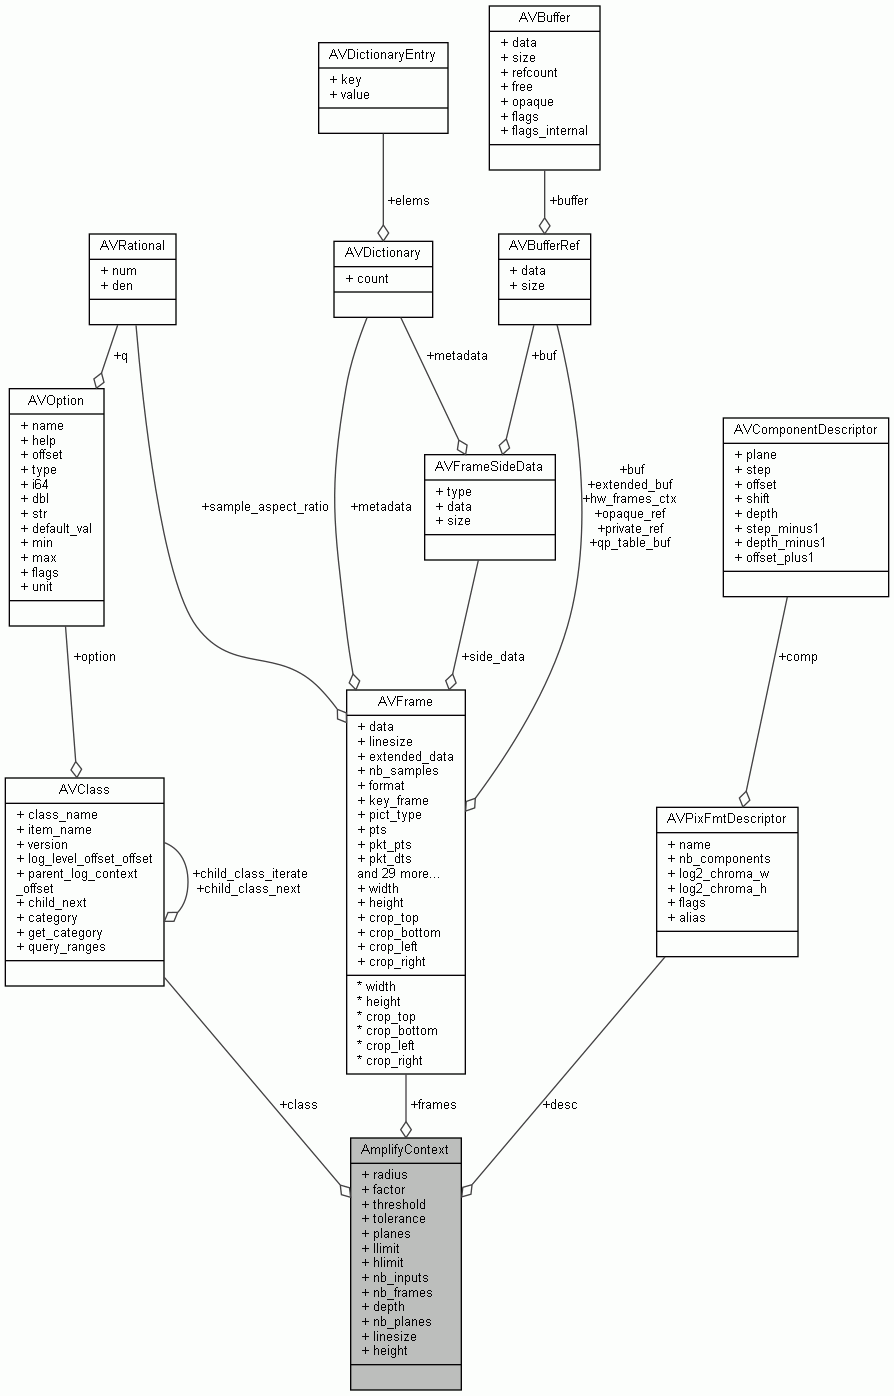 AVBuffer
+ data
+ size
+ refcount
+ free
+ opaque
+ flags
+ flags_internal
AVDictionaryEntry
+ key
+ value
+elems
+buffer
AVRational
+ num
+ den
AVDictionary
+ count
AVBufferRef
+ data
+ size
+q
+metadata
+buf
AVOption
+ name
+ help
+ offset
+ type
+ i64
+ dbl
+ str
+ default_val
+ min
+ max
+ flags
+ unit
+sample_aspect_ratio
+metadata
AVFrameSideData
+ type
+ data
+ size
+buf
+extended_buf
+hw_frames_ctx
+opaque_ref
+private_ref
+qp_table_buf
AVComponentDescriptor
+ plane
+ step
+ offset
+ shift
+ depth
+ step_minus1
+ depth_minus1
+ offset_plus1
+option
+side_data
+comp
AVClass
+ class_name
+ item_name
+ version
+ log_level_offset_offset
+ parent_log_context
_offset
+ child_next
+ category
+ get_category
+ query_ranges
+child_class_iterate
+child_class_next
AVFrame
+ data
+ linesize
+ extended_data
+ nb_samples
+ format
+ key_frame
+ pict_type
+ pts
+ pkt_pts
+ pkt_dts
and 29 more...
+ width
+ height
+ crop_top
+ crop_bottom
+ crop_left
+ crop_right
* width
* height
* crop_top
* crop_bottom
* crop_left
* crop_right
AVPixFmtDescriptor
+ name
+ nb_components
+ log2_chroma_w
+ log2_chroma_h
+ flags
+ alias
+class
+frames
+desc
AmplifyContext
+ radius
+ factor
+ threshold
+ tolerance
+ planes
+ llimit
+ hlimit
+ nb_inputs
+ nb_frames
+ depth
+ nb_planes
+ linesize
+ height